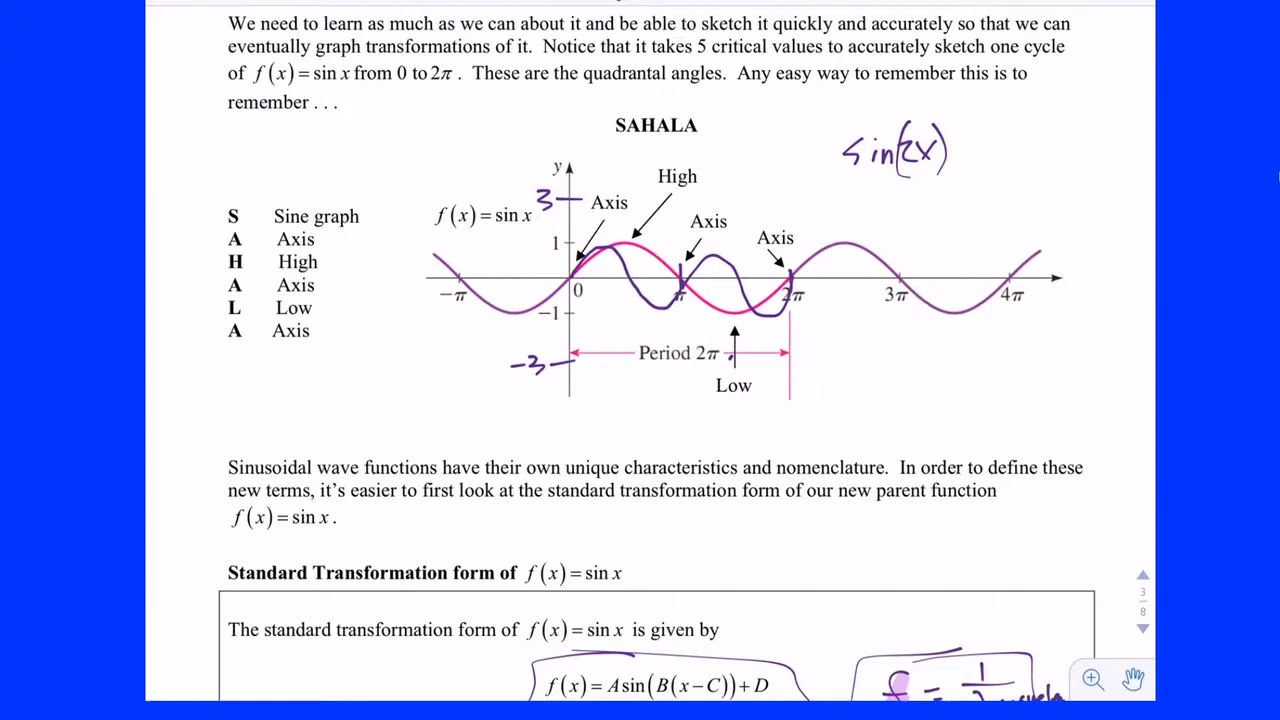 We need to learn as much as we can about it and be able to sketch it quickly and accurately so that we can
eventually graph transformations of it. Notice that it takes 5 critical values to accurately sketch one cycle
of f(x) = sin x from 0 to 2π. These are the quadrantal angles. Any easy way to remember this is to
remember . . .
SAHALA
sin(2x)
y
High
3
Axis
f(x) = sin x
S Sine graph
Axis
Axis
1
A Axis
H High
-π
0
π
2π
3π
4π
A Axis
L Low
-1
A Axis
Period 2π
-3
Low
Sinusoidal wave functions have their own unique characteristics and nomenclature. In order to define these
new terms, it's easier to first look at the standard transformation form of our new parent function
f(x) = sin x.
Standard Transformation form of f(x) = sin x
3
8
The standard transformation form of f(x) = sin x is given by
f(x) = A sin(B(x − C)) + D
f = 1